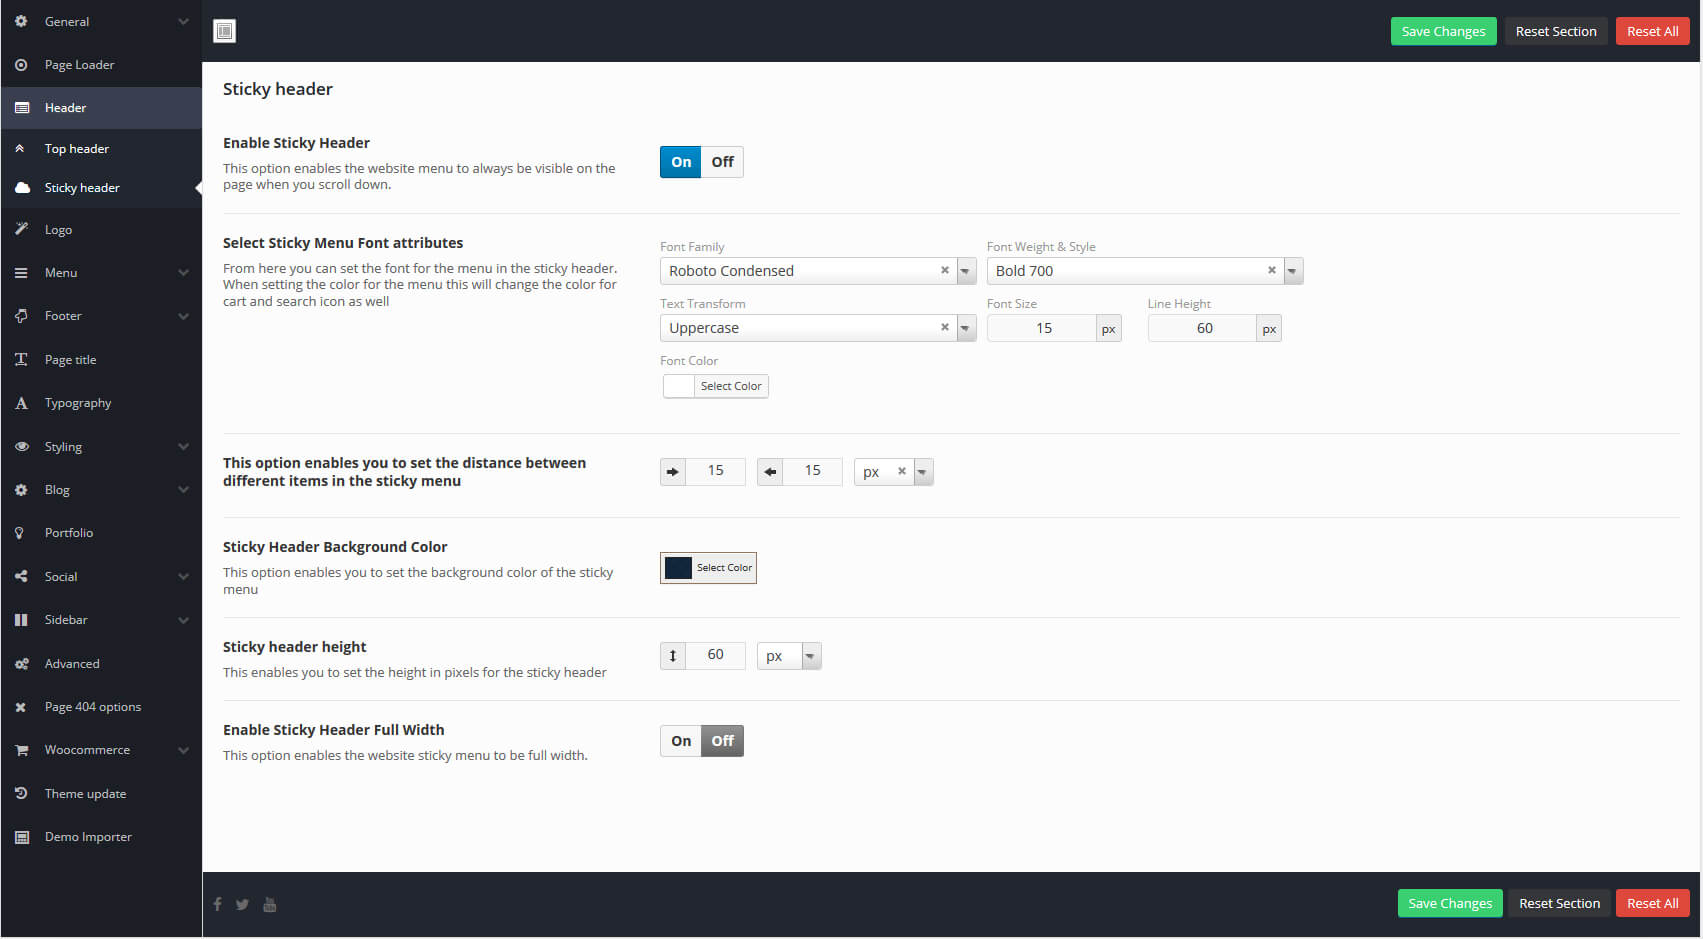 General
Page Loader
Header
Top header
Sticky header
Logo
Menu
Footer
Page title
Typography
Styling
Blog
Portfolio
Social
Sidebar
Advanced
Page 404 options
Woocommerce
Theme update
Demo Importer
Save Changes Reset Section Reset All
Sticky header
Enable Sticky Header
This option enables the website menu to always be visible on the
page when you scroll down.
On Off
Select Sticky Menu Font attributes
From here you can set the font for the menu in the sticky header.
When setting the color for the menu this will change the color for
cart and search icon as well
Font Family Font Weight & Style
Roboto Condensed Bold 700
Text Transform Font Size Line Height
Uppercase 15 px 60 px
Font Color
Select Color
This option enables you to set the distance between
different items in the sticky menu
15 15 px
Sticky Header Background Color
This option enables you to set the background color of the sticky
menu
Select Color
Sticky header height
This enables you to set the height in pixels for the sticky header
60 px
Enable Sticky Header Full Width
This option enables the website sticky menu to be full width.
On Off
Save Changes Reset Section Reset All